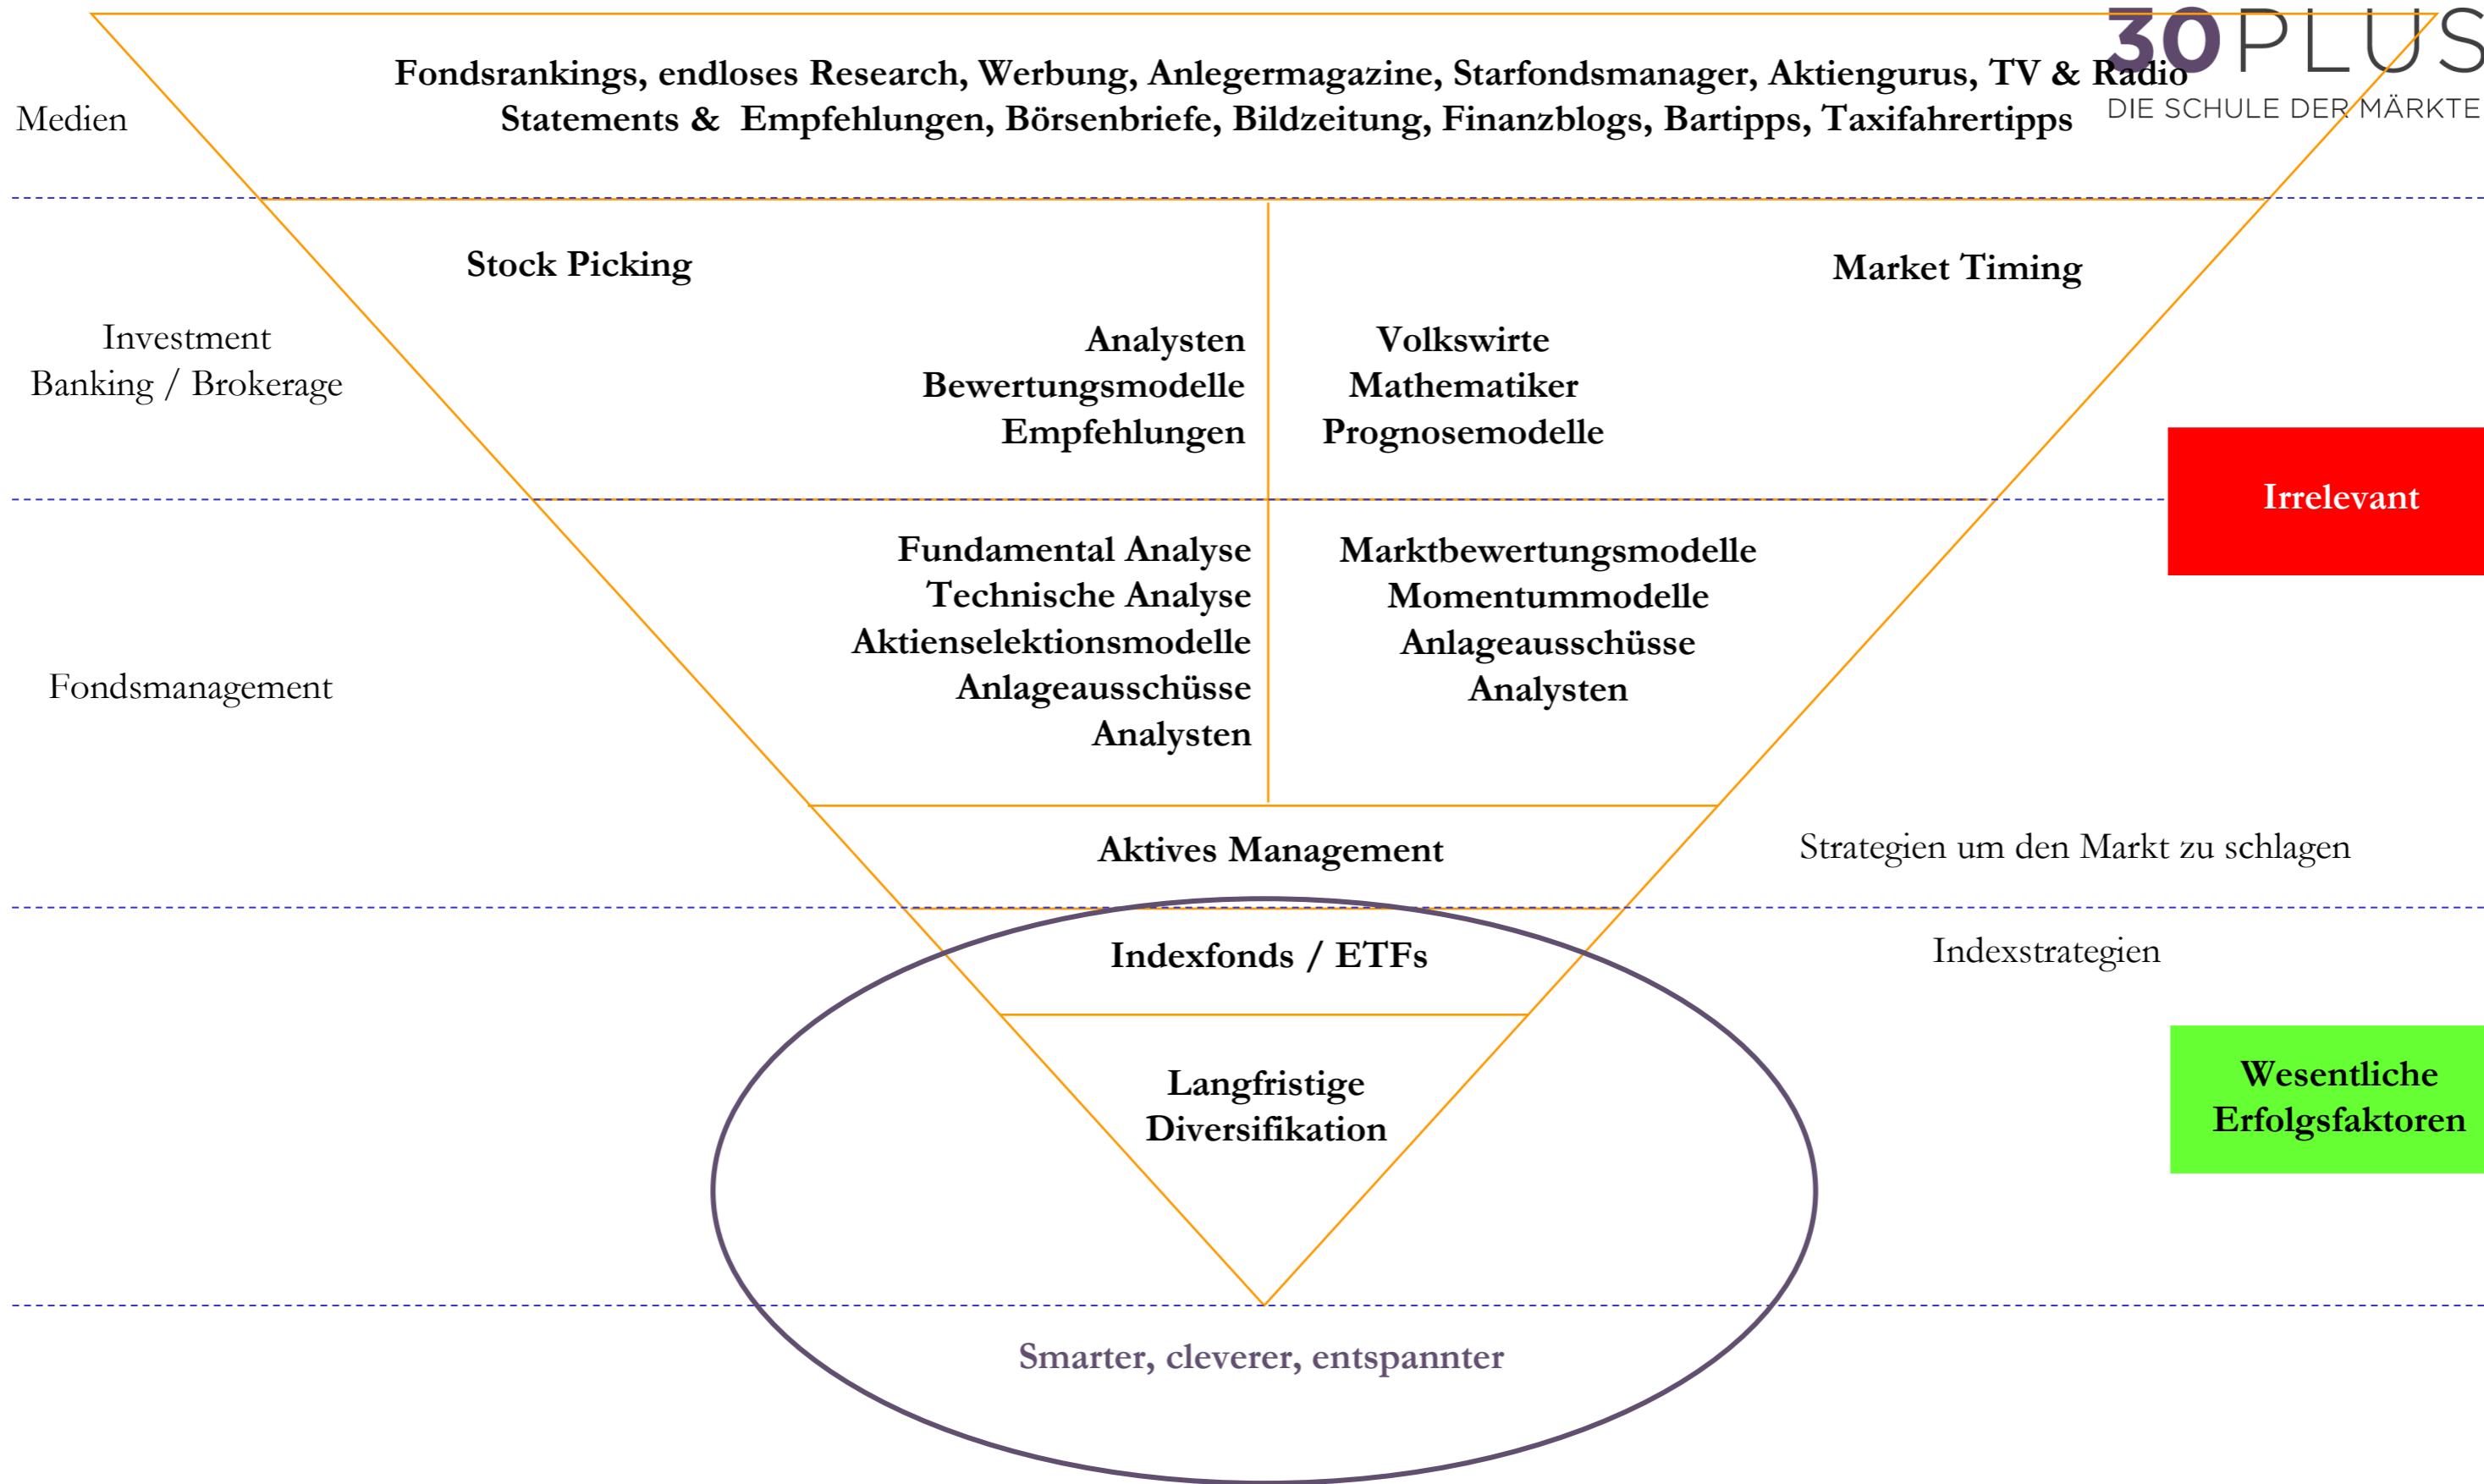 30PLUS
DIE SCHULE DER MÄRKTE
Fondsrankings, endloses Research, Werbung, Anlegermagazine, Starfondsmanager, Aktiengurus, TV & Radio
Statements & Empfehlungen, Börsenbriefe, Bildzeitung, Finanzblogs, Bartipps, Taxifahrertipps
Medien
Stock Picking
Market Timing
Investment
Banking / Brokerage
Analysten
Bewertungsmodelle
Empfehlungen
Volkswirte
Mathematiker
Prognosemodelle
Irrelevant
Fondsmanagement
Fundamental Analyse
Technische Analyse
Aktienselektionsmodelle
Anlageausschüsse
Analysten
Marktbewertungsmodelle
Momentummodelle
Anlageausschüsse
Analysten
Aktives Management
Strategien um den Markt zu schlagen
Indexfonds / ETFs
Indexstrategien
Langfristige
Diversifikation
Wesentliche
Erfolgsfaktoren
Smarter, cleverer, entspannter